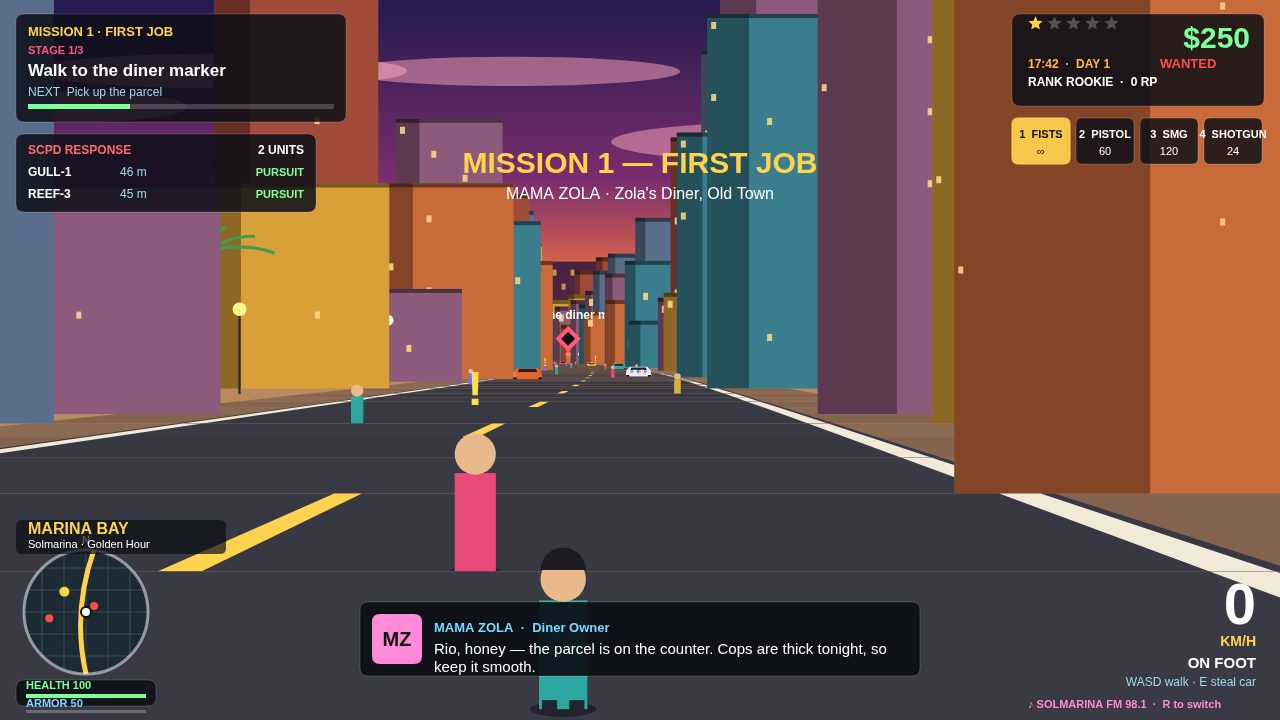 MISSION 1 · FIRST JOB
STAGE 1/3
Walk to the diner marker
NEXT Pick up the parcel
SCPD RESPONSE 2 UNITS
GULL-1 46 m PURSUIT
REEF-3 45 m PURSUIT
$250
17:42 · DAY 1 WANTED
RANK ROOKIE · 0 RP
1 FISTS
∞
2 PISTOL
60
3 SMG
120
4 SHOTGUN
24
MISSION 1 — FIRST JOB
MAMA ZOLA · Zola's Diner, Old Town
diner
!
MARINA BAY
Solmarina · Golden Hour
N
HEALTH 100
ARMOR 50
MZ
MAMA ZOLA · Diner Owner
Rio, honey — the parcel is on the counter. Cops are thick tonight, so
keep it smooth.
0
KM/H
ON FOOT
WASD walk · E steal car
♪ SOLMARINA FM 98.1 · R to switch